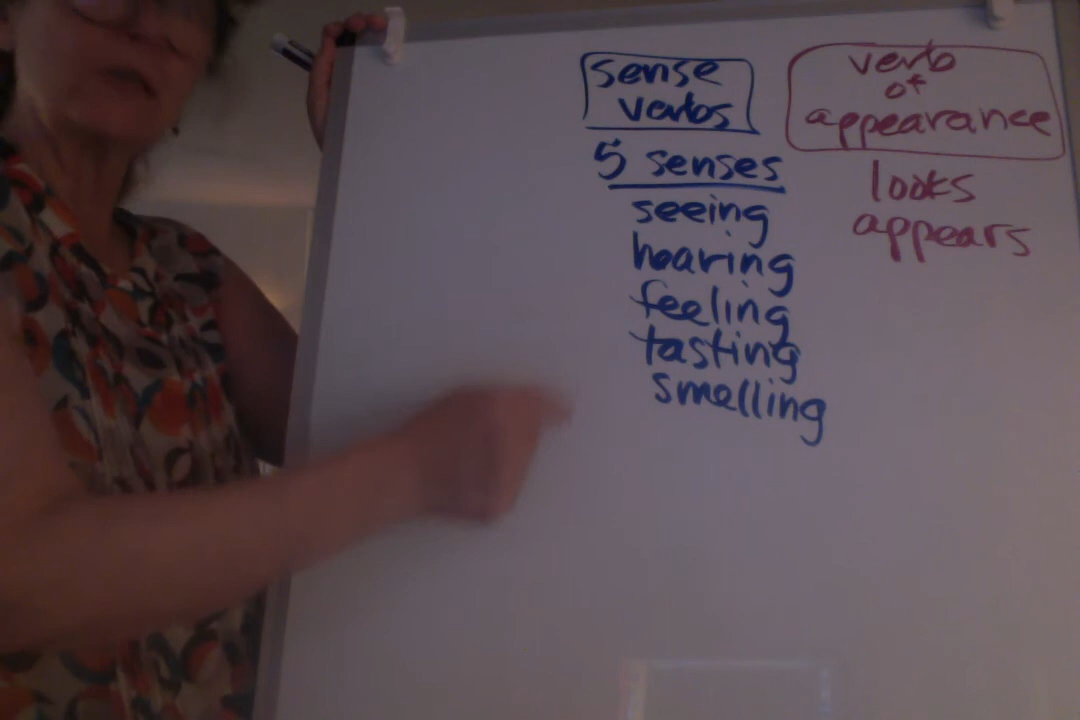 sense
verbs
5 senses
seeing
hearing
feeling
tasting
smelling
verb
of
appearance
looks
appears